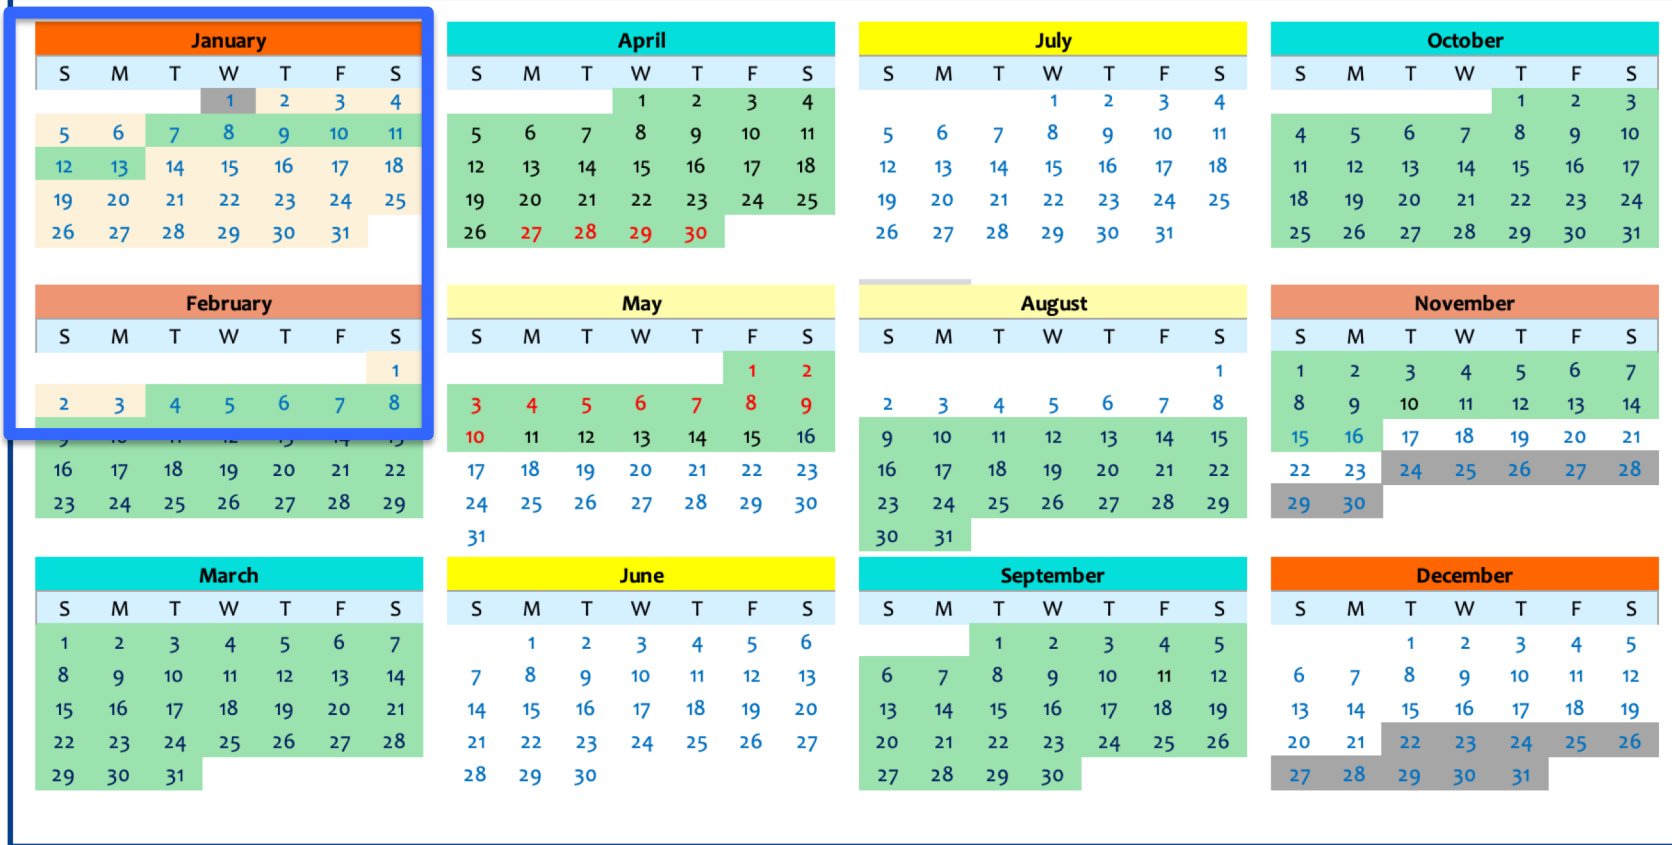 January
S M T W T F S
1 2 3 4
5 6 7 8 9 10 11
12 13 14 15 16 17 18
19 20 21 22 23 24 25
26 27 28 29 30 31
February
S M T W T F S
1
2 3 4 5 6 7 8
9 10 11 12 13 14 15
16 17 18 19 20 21 22
23 24 25 26 27 28 29
March
S M T W T F S
1 2 3 4 5 6 7
8 9 10 11 12 13 14
15 16 17 18 19 20 21
22 23 24 25 26 27 28
29 30 31
April
S M T W T F S
1 2 3 4
5 6 7 8 9 10 11
12 13 14 15 16 17 18
19 20 21 22 23 24 25
26 27 28 29 30
May
S M T W T F S
1 2
3 4 5 6 7 8 9
10 11 12 13 14 15 16
17 18 19 20 21 22 23
24 25 26 27 28 29 30
31
June
S M T W T F S
1 2 3 4 5 6
7 8 9 10 11 12 13
14 15 16 17 18 19 20
21 22 23 24 25 26 27
28 29 30
July
S M T W T F S
1 2 3 4
5 6 7 8 9 10 11
12 13 14 15 16 17 18
19 20 21 22 23 24 25
26 27 28 29 30 31
August
S M T W T F S
1
2 3 4 5 6 7 8
9 10 11 12 13 14 15
16 17 18 19 20 21 22
23 24 25 26 27 28 29
30 31
September
S M T W T F S
1 2 3 4 5
6 7 8 9 10 11 12
13 14 15 16 17 18 19
20 21 22 23 24 25 26
27 28 29 30
October
S M T W T F S
1 2 3
4 5 6 7 8 9 10
11 12 13 14 15 16 17
18 19 20 21 22 23 24
25 26 27 28 29 30 31
November
S M T W T F S
1 2 3 4 5 6 7
8 9 10 11 12 13 14
15 16 17 18 19 20 21
22 23 24 25 26 27 28
29 30
December
S M T W T F S
1 2 3 4 5
6 7 8 9 10 11 12
13 14 15 16 17 18 19
20 21 22 23 24 25 26
27 28 29 30 31